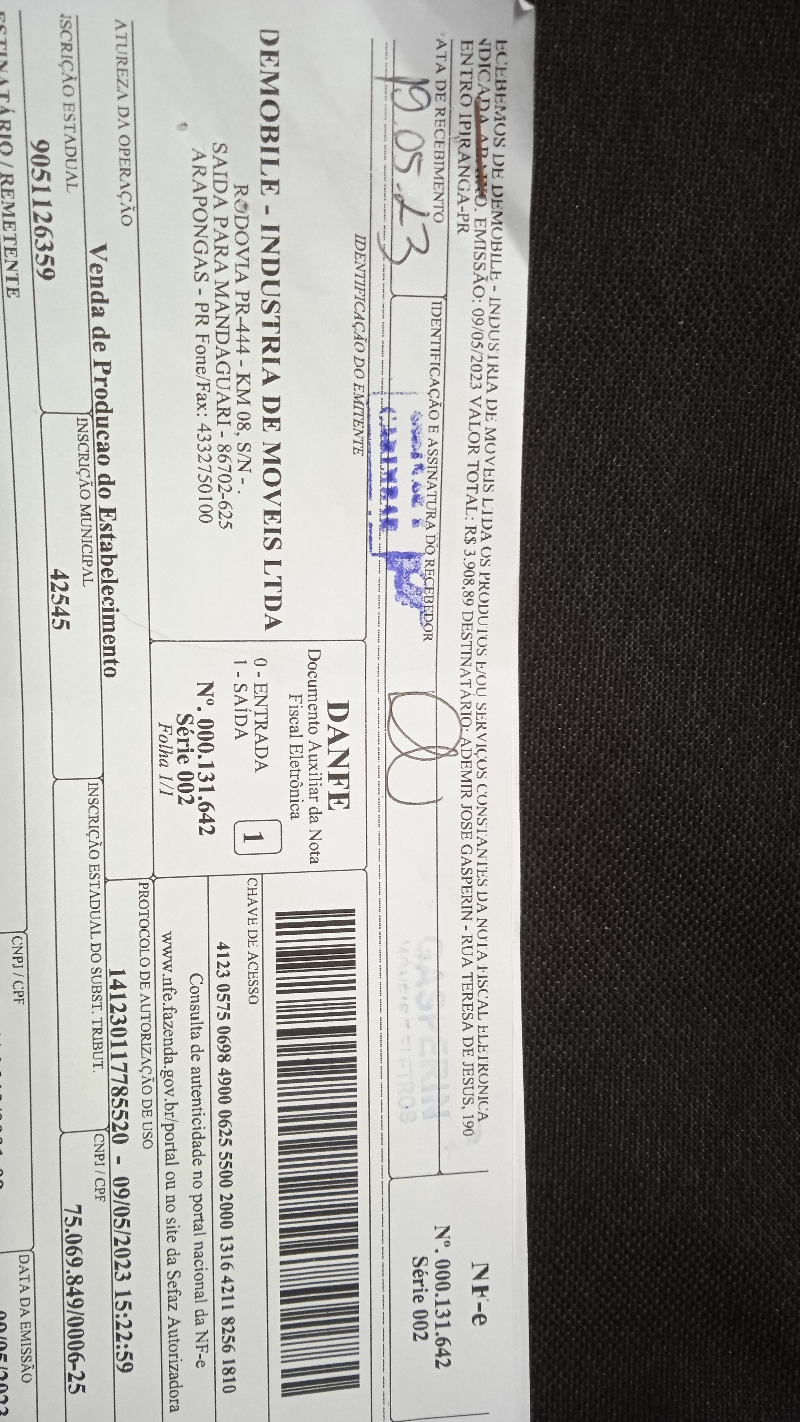 ECEBEMOS DE DEMOBILE - INDUSTRIA DE MOVEIS LTDA OS PRODUTOS E/OU SERVIÇOS CONSTANTES DA NOTA FISCAL ELETRÔNICA
NDICADA ABAIXO. EMISSÃO: 09/05/2023 VALOR TOTAL: R$ 3.908,89 DESTINATÁRIO: ADEMIR JOSE GASPERIN - RUA TERESA DE JESUS, 190
ENTRO IPIRANGA-PR
NF-e
Nº. 000.131.642
Série 002
ATA DE RECEBIMENTO
19.05.23
IDENTIFICAÇÃO E ASSINATURA DO RECEBEDOR
GASPERIN
IDENTIFICAÇÃO DO EMITENTE
DEMOBILE - INDUSTRIA DE MOVEIS LTDA
RODOVIA PR-444 - KM 08, S/N - .
SAIDA PARA MANDAGUARI - 86702-625
ARAPONGAS - PR Fone/Fax: 4332750100
DANFE
Documento Auxiliar da Nota
Fiscal Eletrônica
0 - ENTRADA
1 - SAÍDA
1
Nº. 000.131.642
Série 002
Folha 1/1
CHAVE DE ACESSO
4123 0575 0698 4900 0625 5500 2000 1316 4211 8256 1810
Consulta de autenticidade no portal nacional da NF-e
www.nfe.fazenda.gov.br/portal ou no site da Sefaz Autorizadora
ATUREZA DA OPERAÇÃO
Venda de Producao do Estabelecimento
PROTOCOLO DE AUTORIZAÇÃO DE USO
141230117785520 - 09/05/2023 15:22:59
SCRIÇÃO ESTADUAL
9051126359
INSCRIÇÃO MUNICIPAL
42545
INSCRIÇÃO ESTADUAL DO SUBST. TRIBUT.
CNPJ / CPF
75.069.849/0006-25
ESTINATÁRIO / REMETENTE
CNPJ / CPF
DATA DA EMISSÃO
09/05/2023